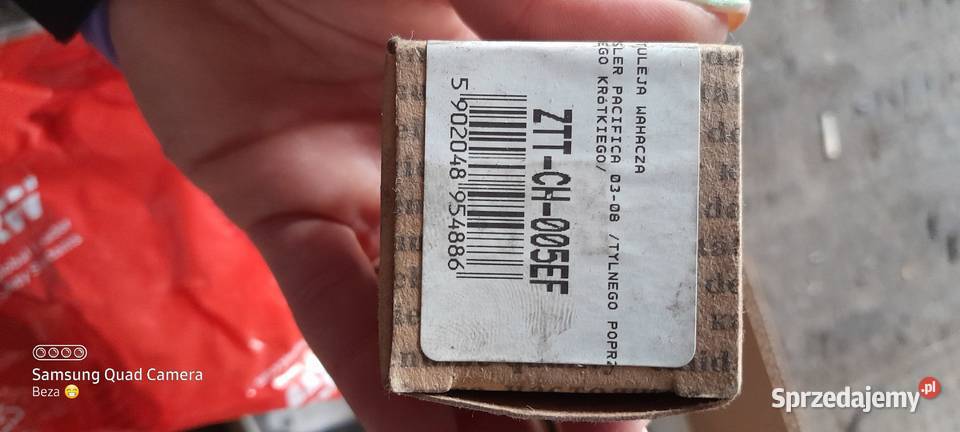 TULEJA WAHACZA
SLER PACIFICA 03-08 /TYLNEGO POPRZ
EGO KRóTKIEGO/
ZTT-CH-005EF
5 902048 954886
Samsung Quad Camera
Beza 😁
Sprzedajemy.pl